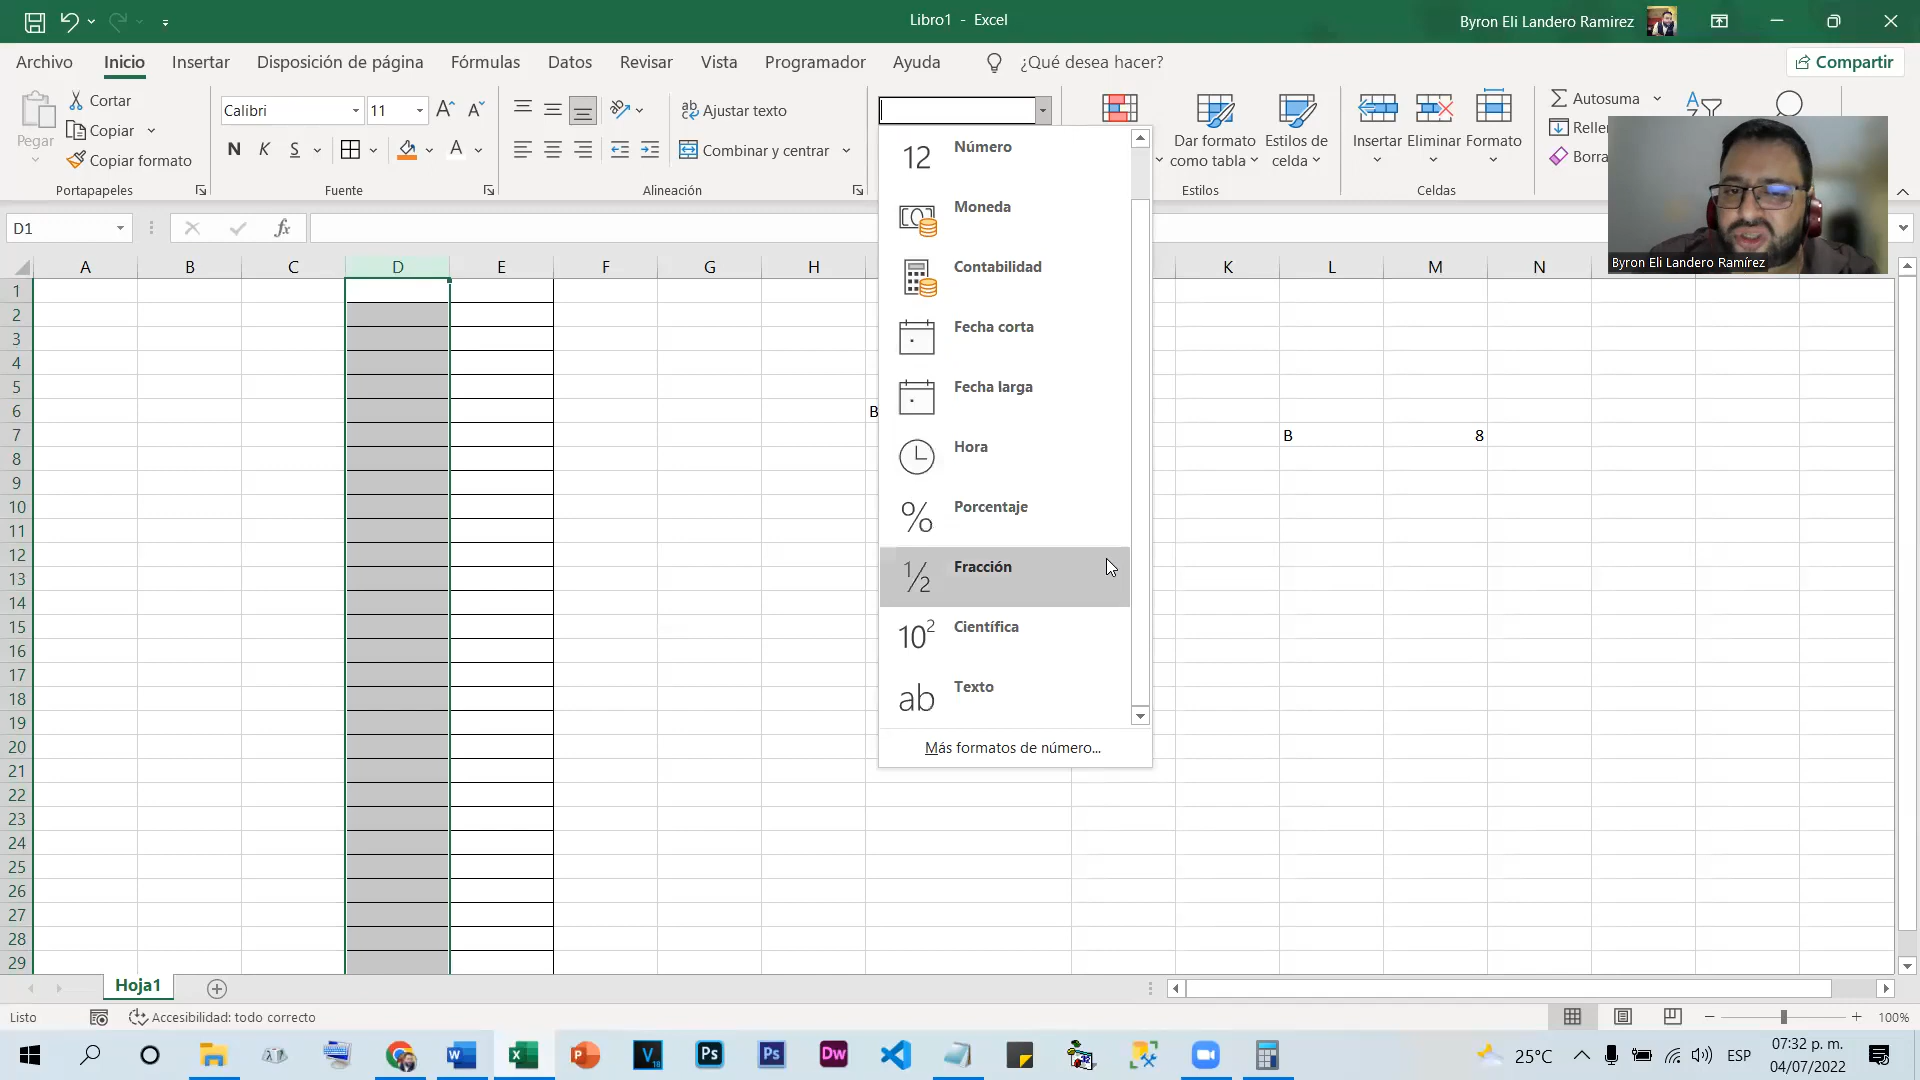 Libro1 - Excel
Byron Eli Landero Ramirez
Archivo Inicio Insertar Disposición de página Fórmulas Datos Revisar Vista Programador Ayuda ¿Qué desea hacer? Compartir
Pegar
Cortar
Copiar
Copiar formato
Portapapeles
Calibri 11
N K S A
Fuente
Ajustar texto
Combinar y centrar
Alineación
Dar formato como tabla
Estilos de celda
Estilos
Insertar Eliminar Formato
Celdas
Autosuma
Reller
Borra
D1
fx
A B C D E F G H K L M N
1
2
3
4
5
6 B
7 B 8
8
9
10
11
12
13
14
15
16
17
18
19
20
21
22
23
24
25
26
27
28
29
12 Número
Moneda
Contabilidad
Fecha corta
Fecha larga
Hora
% Porcentaje
½ Fracción
10² Científica
ab Texto
Más formatos de número...
Byron Eli Landero Ramírez
Hoja1
Listo
Accesibilidad: todo correcto
100%
25°C
ESP
07:32 p. m.
04/07/2022